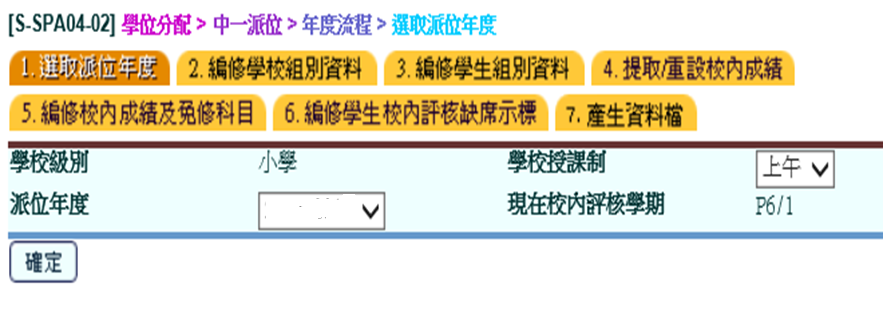 [S-SPA04-02] 學位分配 > 中一派位 > 年度流程 > 選取派位年度
1. 選取派位年度 2. 編修學校組別資料 3. 編修學生組別資料 4. 提取/重設校內成績
5. 編修校內成績及免修科目 6. 編修學生校內評核缺席示標 7. 產生資料檔
學校級別 小學 學校授課制 上午
派位年度 現在校內評核學期 P6/1
確定